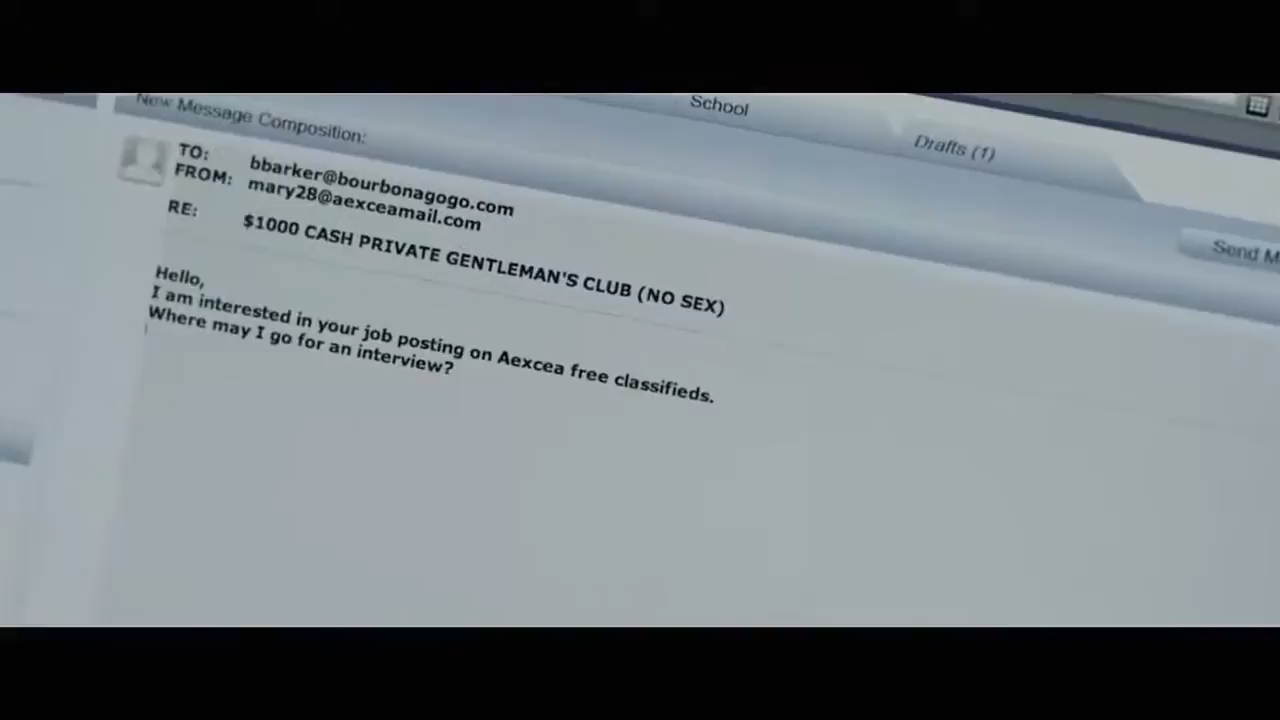 School
Drafts (1)
New Message Composition:
TO: bbarker@bourbonagogo.com
FROM: mary28@aexceamail.com
Send M
RE: $1000 CASH PRIVATE GENTLEMAN'S CLUB (NO SEX)
Hello,
I am interested in your job posting on Aexcea free classifieds.
Where may I go for an interview?